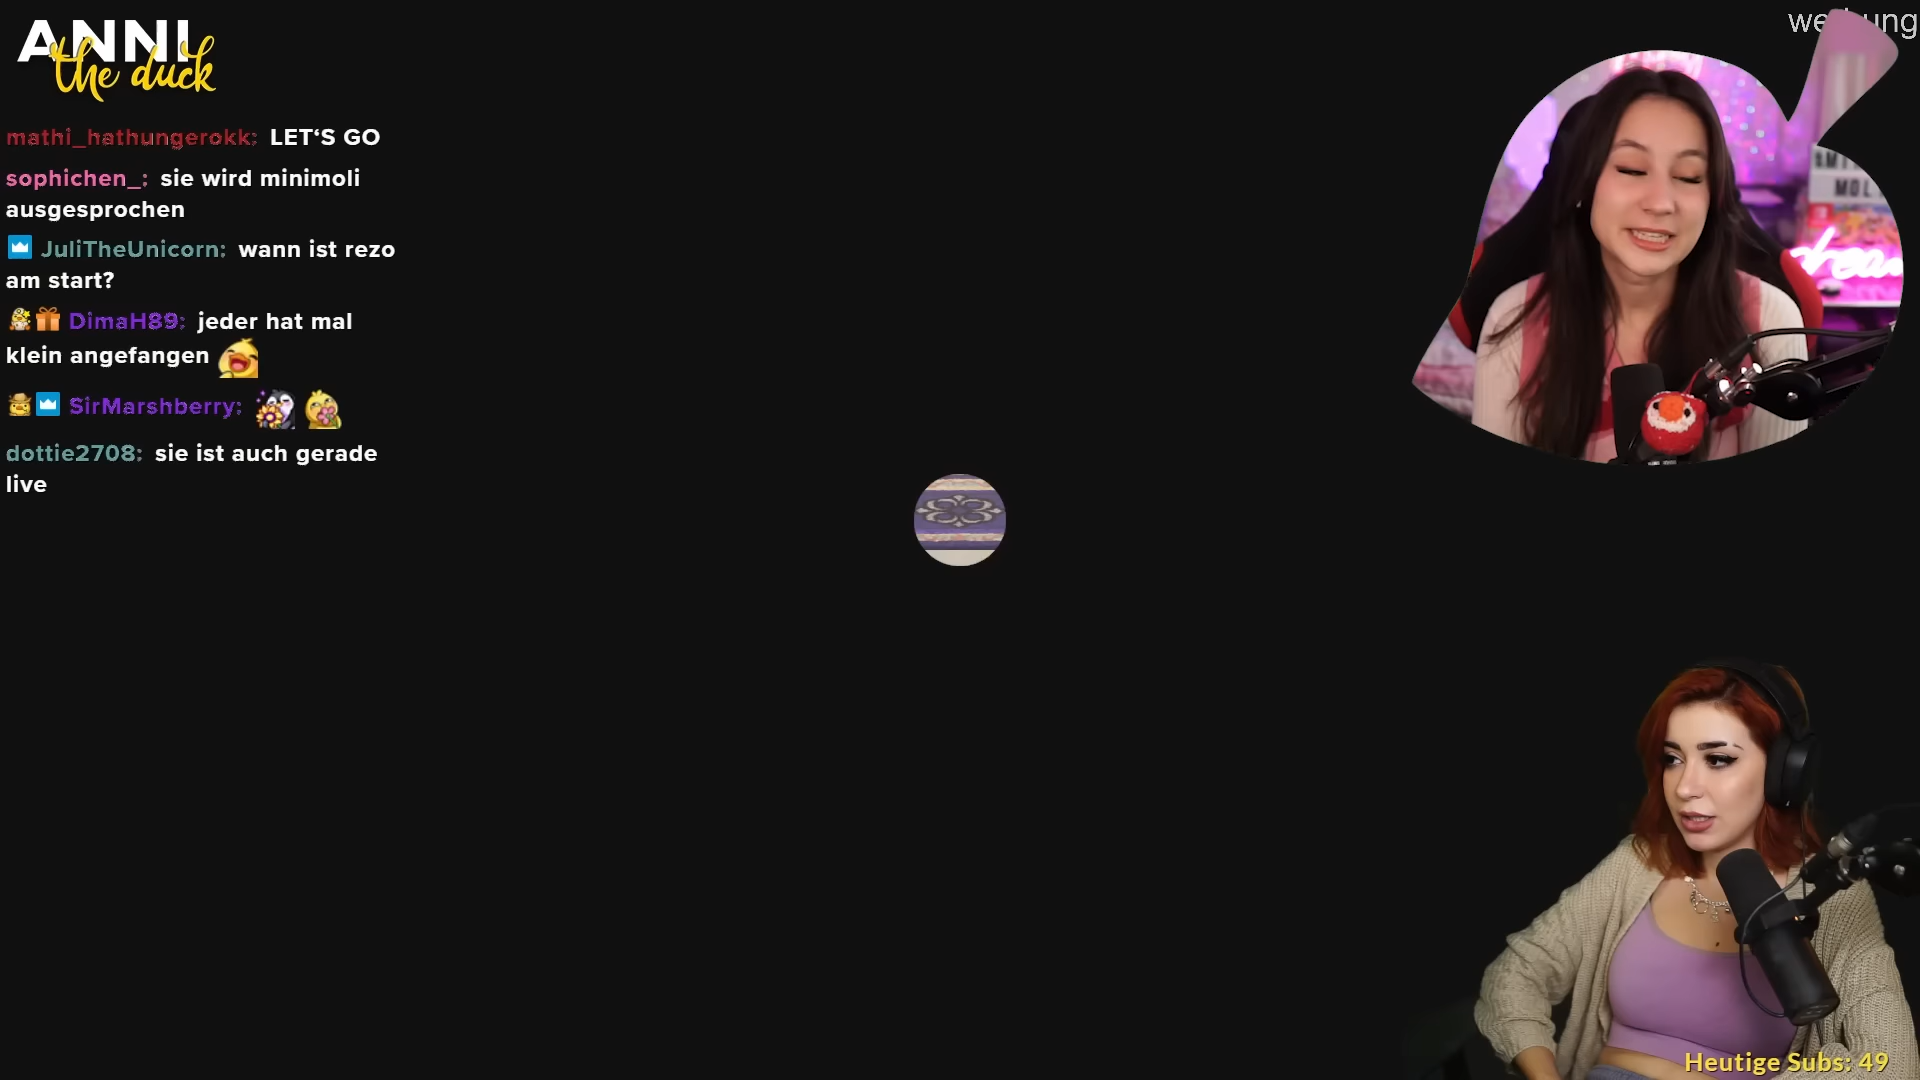 ANNI
the duck
mathi_hathungerokk: LET‘S GO
sophichen_: sie wird minimoli
ausgesprochen
JuliTheUnicorn: wann ist rezo
am start?
DimaH89: jeder hat mal
klein angefangen
SirMarshberry:
dottie2708: sie ist auch gerade
live
Heutige Subs: 49